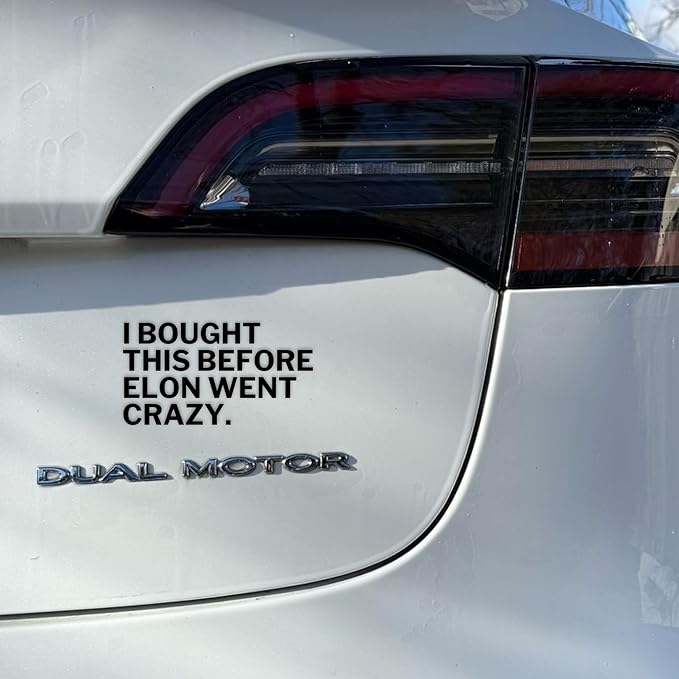 I BOUGHT
THIS BEFORE
ELON WENT
CRAZY.
DUAL MOTOR